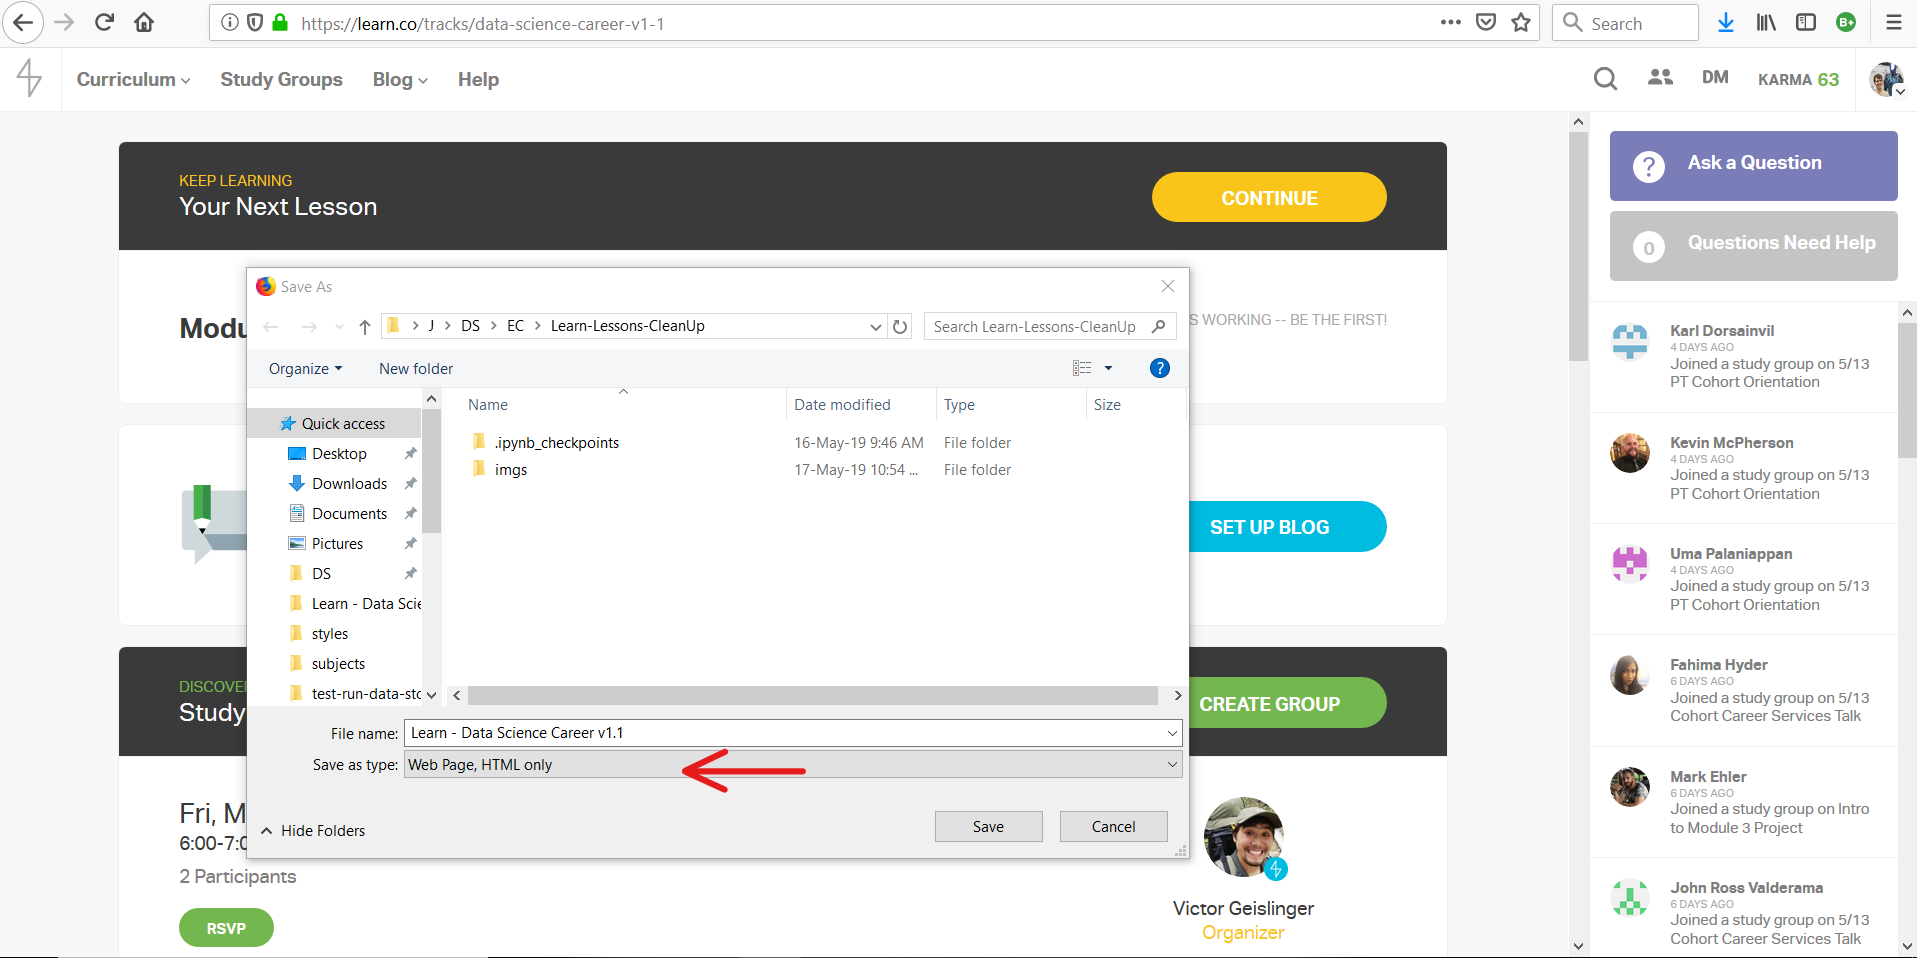 https://learn.co/tracks/data-science-career-v1-1
Search
B+
Curriculum
Study Groups
Blog
Help
DM
KARMA 63
KEEP LEARNING
Your Next Lesson
CONTINUE
Modu
S WORKING -- BE THE FIRST!
SET UP BLOG
DISCOVE
Study
CREATE GROUP
Fri, M
6:00-7:0
2 Participants
RSVP
Victor Geislinger
Organizer
Save As
J
DS
EC
Learn-Lessons-CleanUp
Search Learn-Lessons-CleanUp
Organize
New folder
?
Name
Date modified
Type
Size
.ipynb_checkpoints
16-May-19 9:46 AM
File folder
imgs
17-May-19 10:54 ...
File folder
Quick access
Desktop
Downloads
Documents
Pictures
DS
Learn - Data Scie
styles
subjects
test-run-data-sto
File name:
Learn - Data Science Career v1.1
Save as type:
Web Page, HTML only
Hide Folders
Save
Cancel
?
Ask a Question
0
Questions Need Help
Karl Dorsainvil
4 DAYS AGO
Joined a study group on 5/13
PT Cohort Orientation
Kevin McPherson
4 DAYS AGO
Joined a study group on 5/13
PT Cohort Orientation
Uma Palaniappan
4 DAYS AGO
Joined a study group on 5/13
PT Cohort Orientation
Fahima Hyder
6 DAYS AGO
Joined a study group on 5/13
Cohort Career Services Talk
Mark Ehler
6 DAYS AGO
Joined a study group on Intro
to Module 3 Project
John Ross Valderama
6 DAYS AGO
Joined a study group on 5/13
Cohort Career Services Talk